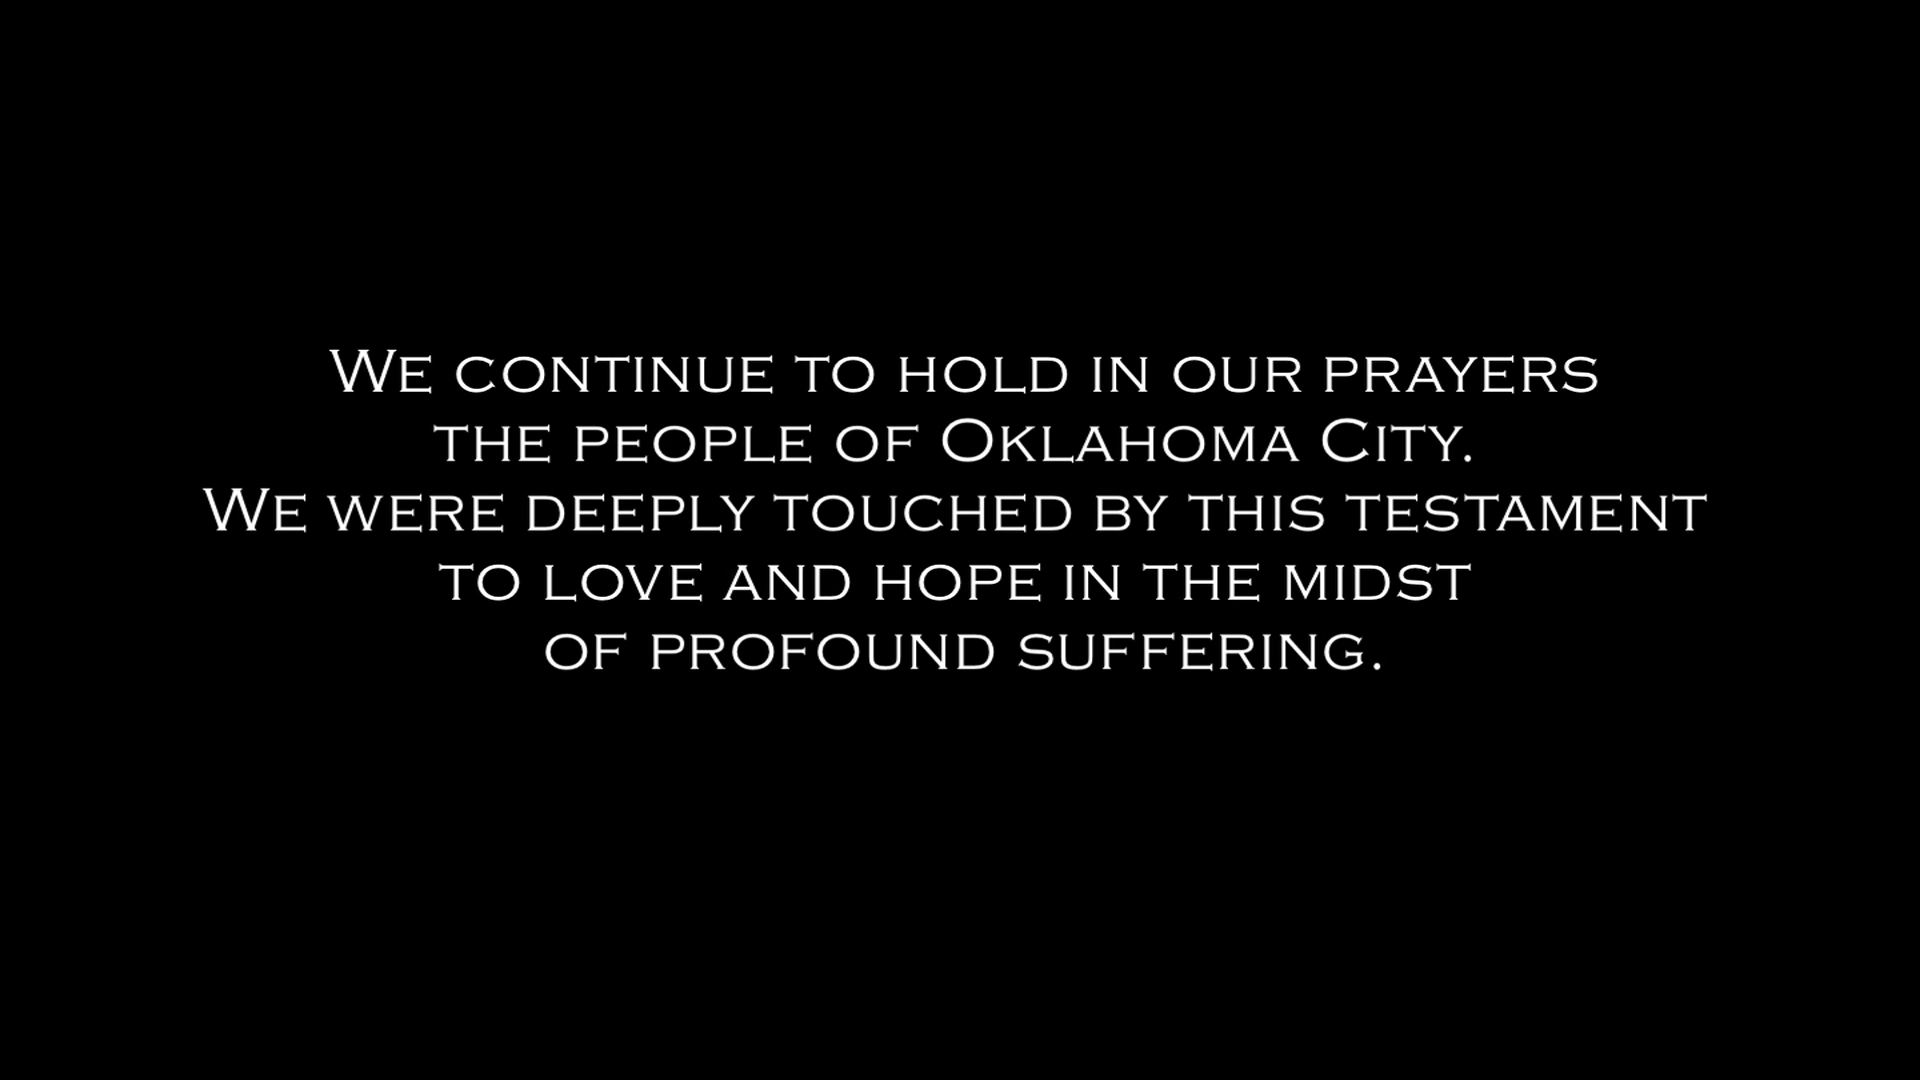 We continue to hold in our prayers
the people of Oklahoma City.
We were deeply touched by this testament
to love and hope in the midst
of profound suffering.